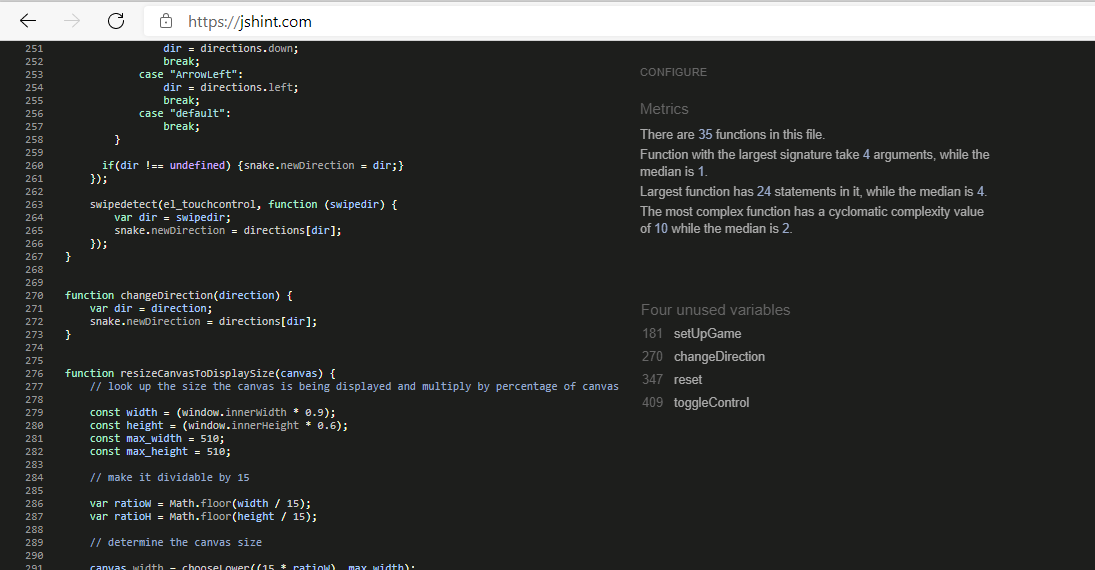 https://jshint.com
251 dir = directions.down;
252 break;
253 case "ArrowLeft":
254 dir = directions.left;
255 break;
256 case "default":
257 break;
258 }
259
260 if(dir !== undefined) {snake.newDirection = dir;}
261 });
262
263 swipedetect(el_touchcontrol, function (swipedir) {
264 var dir = swipedir;
265 snake.newDirection = directions[dir];
266 });
267 }
268
269
270 function changeDirection(direction) {
271 var dir = direction;
272 snake.newDirection = directions[dir];
273 }
274
275
276 function resizeCanvasToDisplaySize(canvas) {
277 // look up the size the canvas is being displayed and multiply by percentage of canvas
278
279 const width = (window.innerWidth * 0.9);
280 const height = (window.innerHeight * 0.6);
281 const max_width = 510;
282 const max_height = 510;
283
284 // make it dividable by 15
285
286 var ratioW = Math.floor(width / 15);
287 var ratioH = Math.floor(height / 15);
288
289 // determine the canvas size
290
291 canvas.width = chooseLower((15 * ratioW), max_width);
CONFIGURE
Metrics
There are 35 functions in this file.
Function with the largest signature take 4 arguments, while the
median is 1.
Largest function has 24 statements in it, while the median is 4.
The most complex function has a cyclomatic complexity value
of 10 while the median is 2.
Four unused variables
181 setUpGame
270 changeDirection
347 reset
409 toggleControl